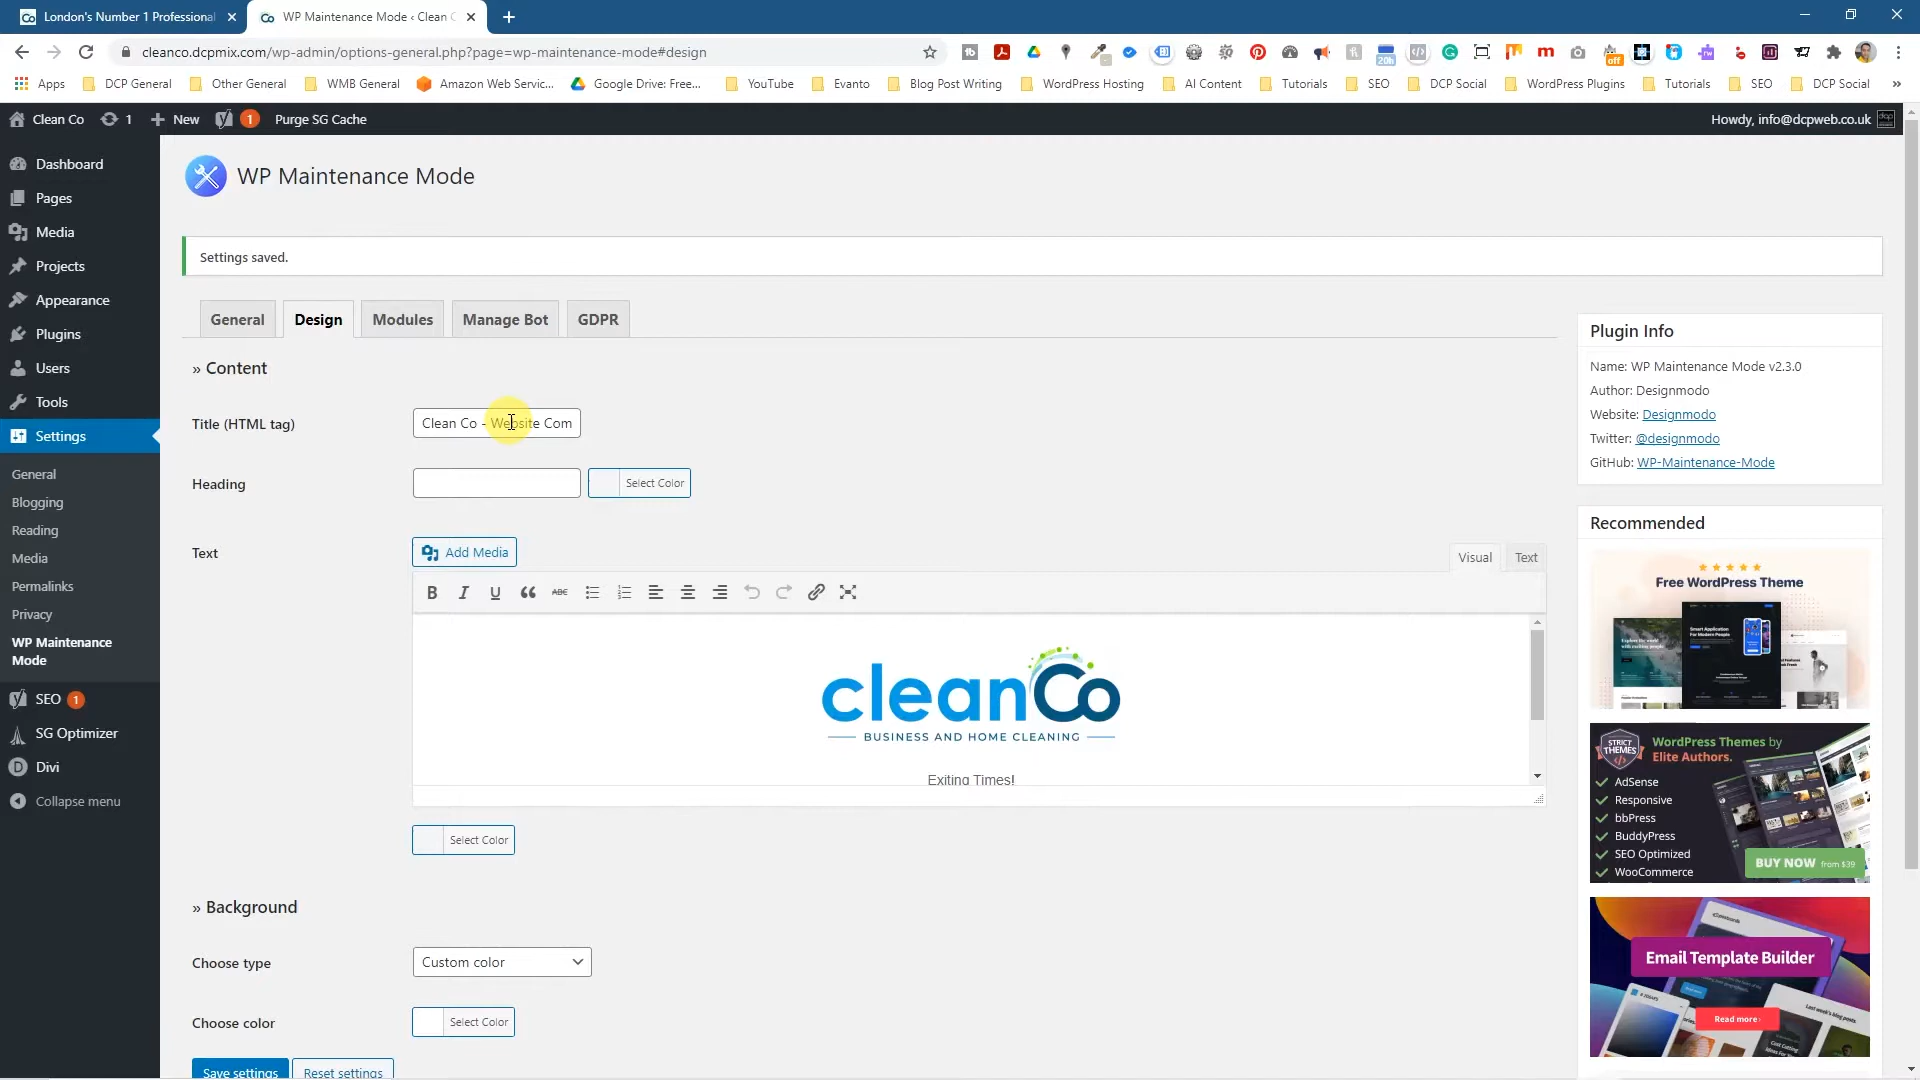 London's Number 1 Professional
WP Maintenance Mode ‹ Clean C
cleanco.dcpmix.com/wp-admin/options-general.php?page=wp-maintenance-mode#design
Apps
DCP General
Other General
WMB General
Amazon Web Servic...
Google Drive: Free...
YouTube
Evanto
Blog Post Writing
WordPress Hosting
AI Content
Tutorials
SEO
DCP Social
WordPress Plugins
Tutorials
SEO
DCP Social
20h
off
Clean Co
1
New
1
Purge SG Cache
Howdy, info@dcpweb.co.uk
Dashboard
Pages
Media
Projects
Appearance
Plugins
Users
Tools
Settings
General
Blogging
Reading
Media
Permalinks
Privacy
WP Maintenance
Mode
SEO 1
SG Optimizer
Divi
Collapse menu
WP Maintenance Mode
Settings saved.
General
Design
Modules
Manage Bot
GDPR
» Content
Title (HTML tag)
Clean Co - Website Com
Heading
Select Color
Text
Add Media
Visual
Text
B I U ABC
cleanCo
BUSINESS AND HOME CLEANING
Exiting Times!
Select Color
» Background
Choose type
Custom color
Choose color
Select Color
Save settings
Reset settings
Plugin Info
Name: WP Maintenance Mode v2.3.0
Author: Designmodo
Website: Designmodo
Twitter: @designmodo
GitHub: WP-Maintenance-Mode
Recommended
Free WordPress Theme
STRICT
THEMES
WordPress Themes by
Elite Authors.
AdSense
Responsive
bbPress
BuddyPress
SEO Optimized
WooCommerce
BUY NOW from $39
Email Template Builder
Read more ›